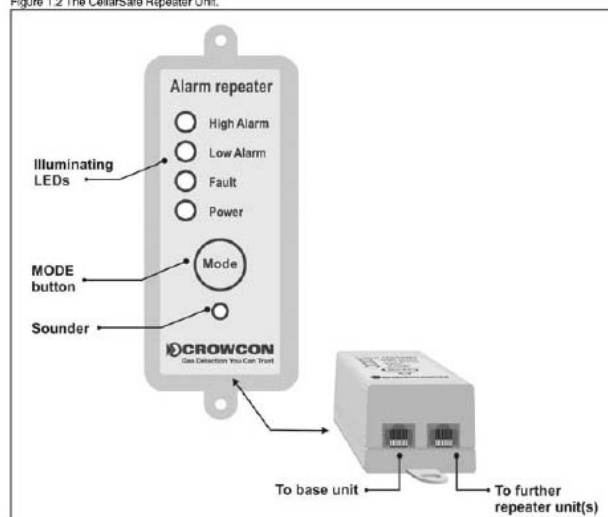 Figure 1.2 The CellarSafe Repeater Unit.
Alarm repeater
High Alarm
Low Alarm
Fault
Power
Illuminating
LEDs
MODE
button
Mode
Sounder
CROWCON
Gas Detection You Can Trust
To base unit
To further
repeater unit(s)